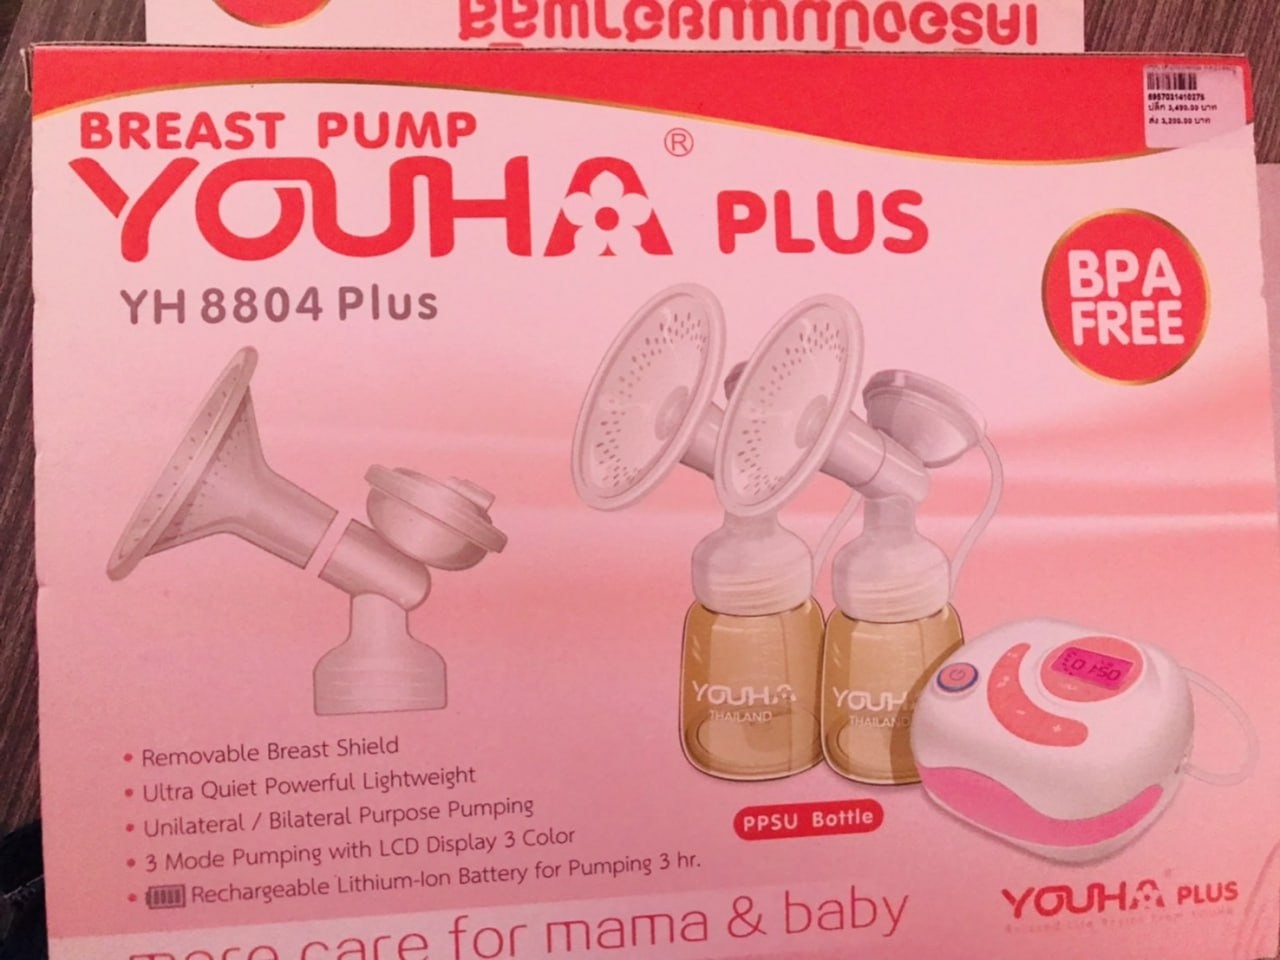 BREAST PUMP
YOUHA ® PLUS
YH 8804 Plus
BPA
FREE
YOUHA
THAILAND
YOUHA
THAILAND
• Removable Breast Shield
• Ultra Quiet Powerful Lightweight
• Unilateral / Bilateral Purpose Pumping
• 3 Mode Pumping with LCD Display 3 Color
• Rechargeable Lithium-Ion Battery for Pumping 3 hr.
PPSU Bottle
YOUHA PLUS
more care for mama & baby